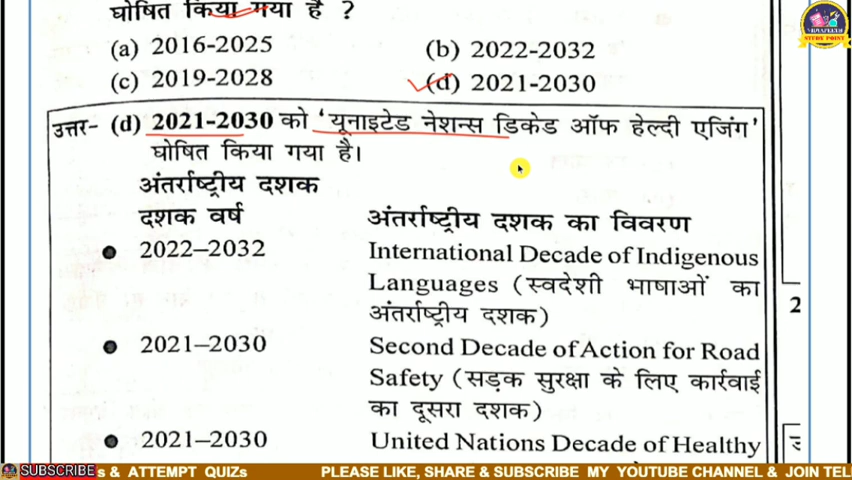 घोषित किया गया है ?
(a) 2016-2025
(b) 2022-2032
(c) 2019-2028
(d) 2021-2030
उत्तर- (d) 2021-2030 को ‘यूनाइटेड नेशन्स डिकेड ऑफ हेल्दी एजिंग’
घोषित किया गया है।
अंतर्राष्ट्रीय दशक
दशक वर्ष
अंतर्राष्ट्रीय दशक का विवरण
● 2022–2032
International Decade of Indigenous
Languages (स्वदेशी भाषाओं का
अंतर्राष्ट्रीय दशक)
● 2021–2030
Second Decade of Action for Road
Safety (सड़क सुरक्षा के लिए कार्रवाई
का दूसरा दशक)
● 2021–2030
United Nations Decade of Healthy
2
STUDY POINT
SUBSCRIBE
s & ATTEMPT QUIZs PLEASE LIKE, SHARE & SUBSCRIBE MY YOUTUBE CHANNEL & JOIN TEL